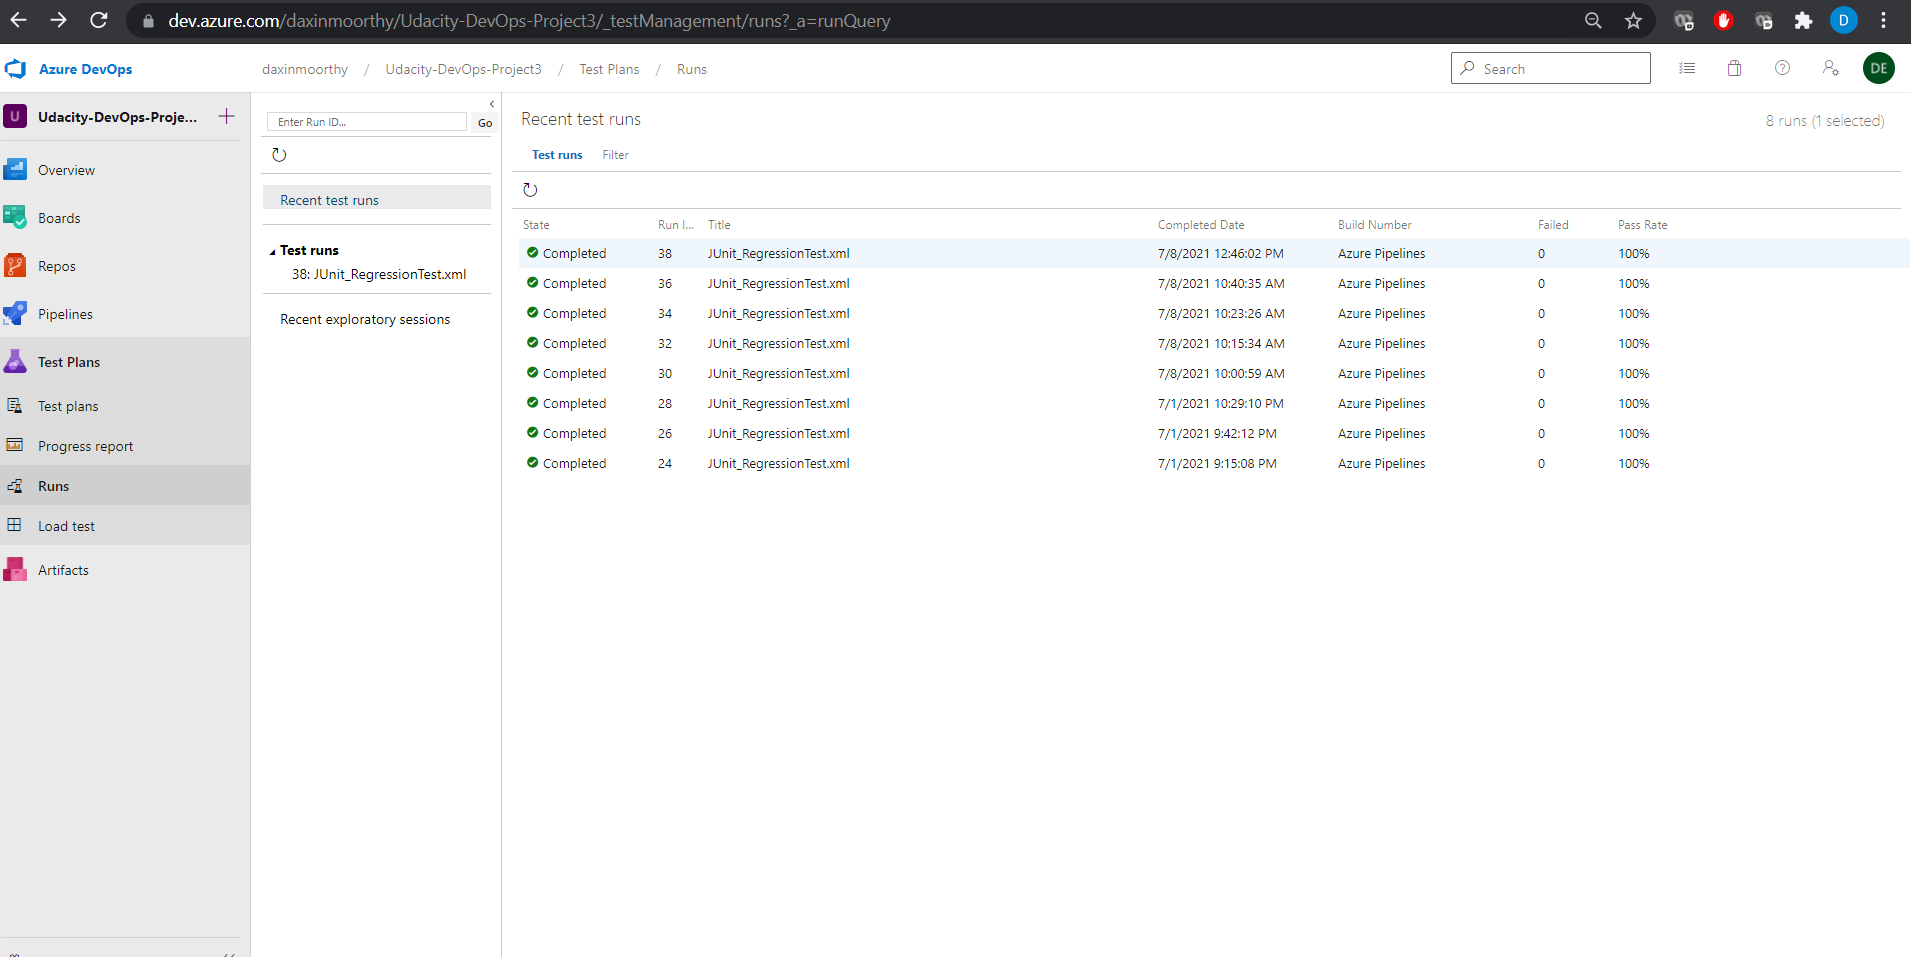 dev.azure.com/daxinmoorthy/Udacity-DevOps-Project3/_testManagement/runs?_a=runQuery
D
Azure DevOps
daxinmoorthy / Udacity-DevOps-Project3 / Test Plans / Runs
Search
DE
U Udacity-DevOps-Proje...
Overview
Boards
Repos
Pipelines
Test Plans
Test plans
Progress report
Runs
Load test
Artifacts
Enter Run ID...
Go
Recent test runs
Test runs
38: JUnit_RegressionTest.xml
Recent exploratory sessions
Recent test runs
8 runs (1 selected)
Test runs Filter
State Run I... Title Completed Date Build Number Failed Pass Rate
Completed 38 JUnit_RegressionTest.xml 7/8/2021 12:46:02 PM Azure Pipelines 0 100%
Completed 36 JUnit_RegressionTest.xml 7/8/2021 10:40:35 AM Azure Pipelines 0 100%
Completed 34 JUnit_RegressionTest.xml 7/8/2021 10:23:26 AM Azure Pipelines 0 100%
Completed 32 JUnit_RegressionTest.xml 7/8/2021 10:15:34 AM Azure Pipelines 0 100%
Completed 30 JUnit_RegressionTest.xml 7/8/2021 10:00:59 AM Azure Pipelines 0 100%
Completed 28 JUnit_RegressionTest.xml 7/1/2021 10:29:10 PM Azure Pipelines 0 100%
Completed 26 JUnit_RegressionTest.xml 7/1/2021 9:42:12 PM Azure Pipelines 0 100%
Completed 24 JUnit_RegressionTest.xml 7/1/2021 9:15:08 PM Azure Pipelines 0 100%